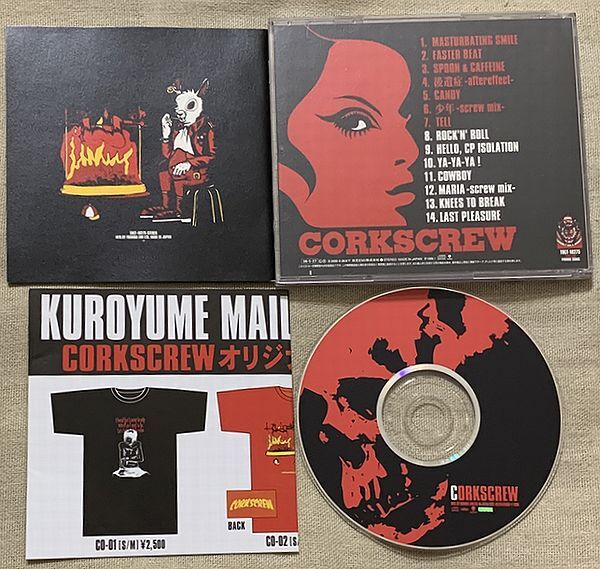 1. MASTURBATING SMILE
2. FASTER BEAT
3. SPOON & CAFFEINE
4. 後遺症 -aftereffect-
5. CANDY
6. 少年 -screw mix-
7. TELL
8. ROCK'N' ROLL
9. HELLO, CP ISOLATION
10. YA-YA-YA !
11. COWBOY
12. MARIA -screw mix-
13. KNEES TO BREAK
14. LAST PLEASURE
CORKSCREW
TOCT-10275
KUROYUME MAIL
CORKSCREWオリジ
CORKSCREW
BACK
CO-01 [S/M] ¥2,500
CO-02 [S
CORKSCREW